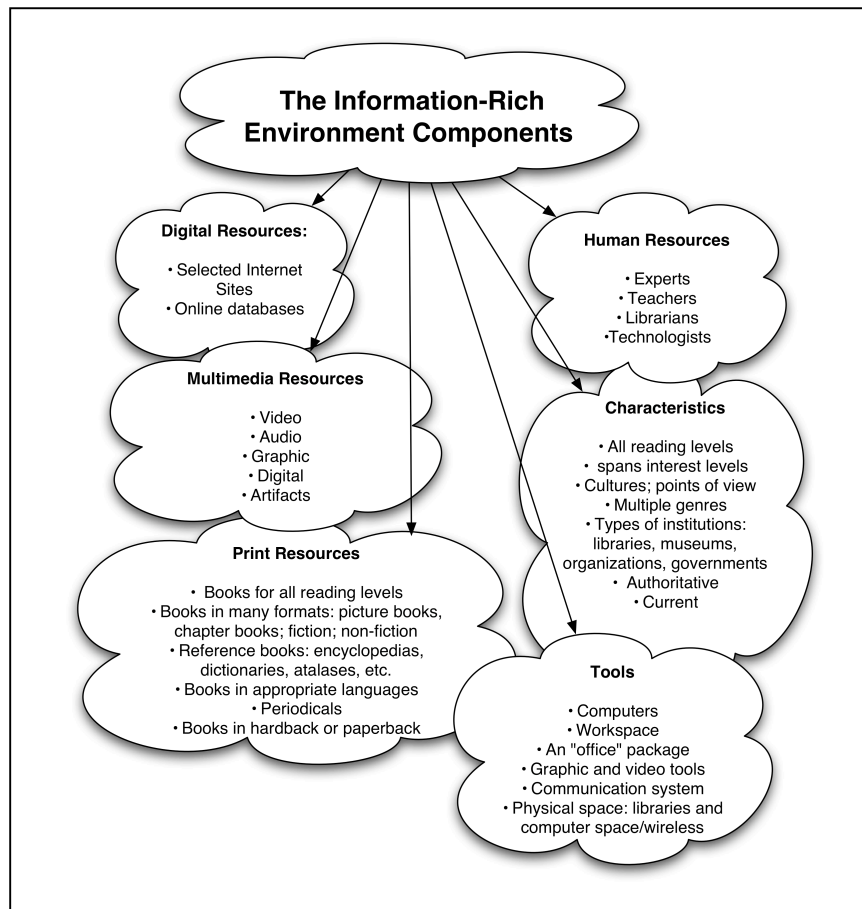 The Information-Rich
Environment Components
Digital Resources:
• Selected Internet
Sites
• Online databases
Multimedia Resources
• Video
• Audio
• Graphic
• Digital
• Artifacts
Print Resources
• Books for all reading levels
• Books in many formats: picture books,
chapter books; fiction; non-fiction
• Reference books: encyclopedias,
dictionaries, atalases, etc.
• Books in appropriate languages
• Periodicals
• Books in hardback or paperback
Human Resources
• Experts
• Teachers
• Librarians
•Technologists
Characteristics
• All reading levels
• spans interest levels
• Cultures; points of view
• Multiple genres
• Types of institutions:
libraries, museums,
organizations, governments
• Authoritative
• Current
Tools
• Computers
• Workspace
• An "office" package
• Graphic and video tools
• Communication system
• Physical space: libraries and
computer space/wireless